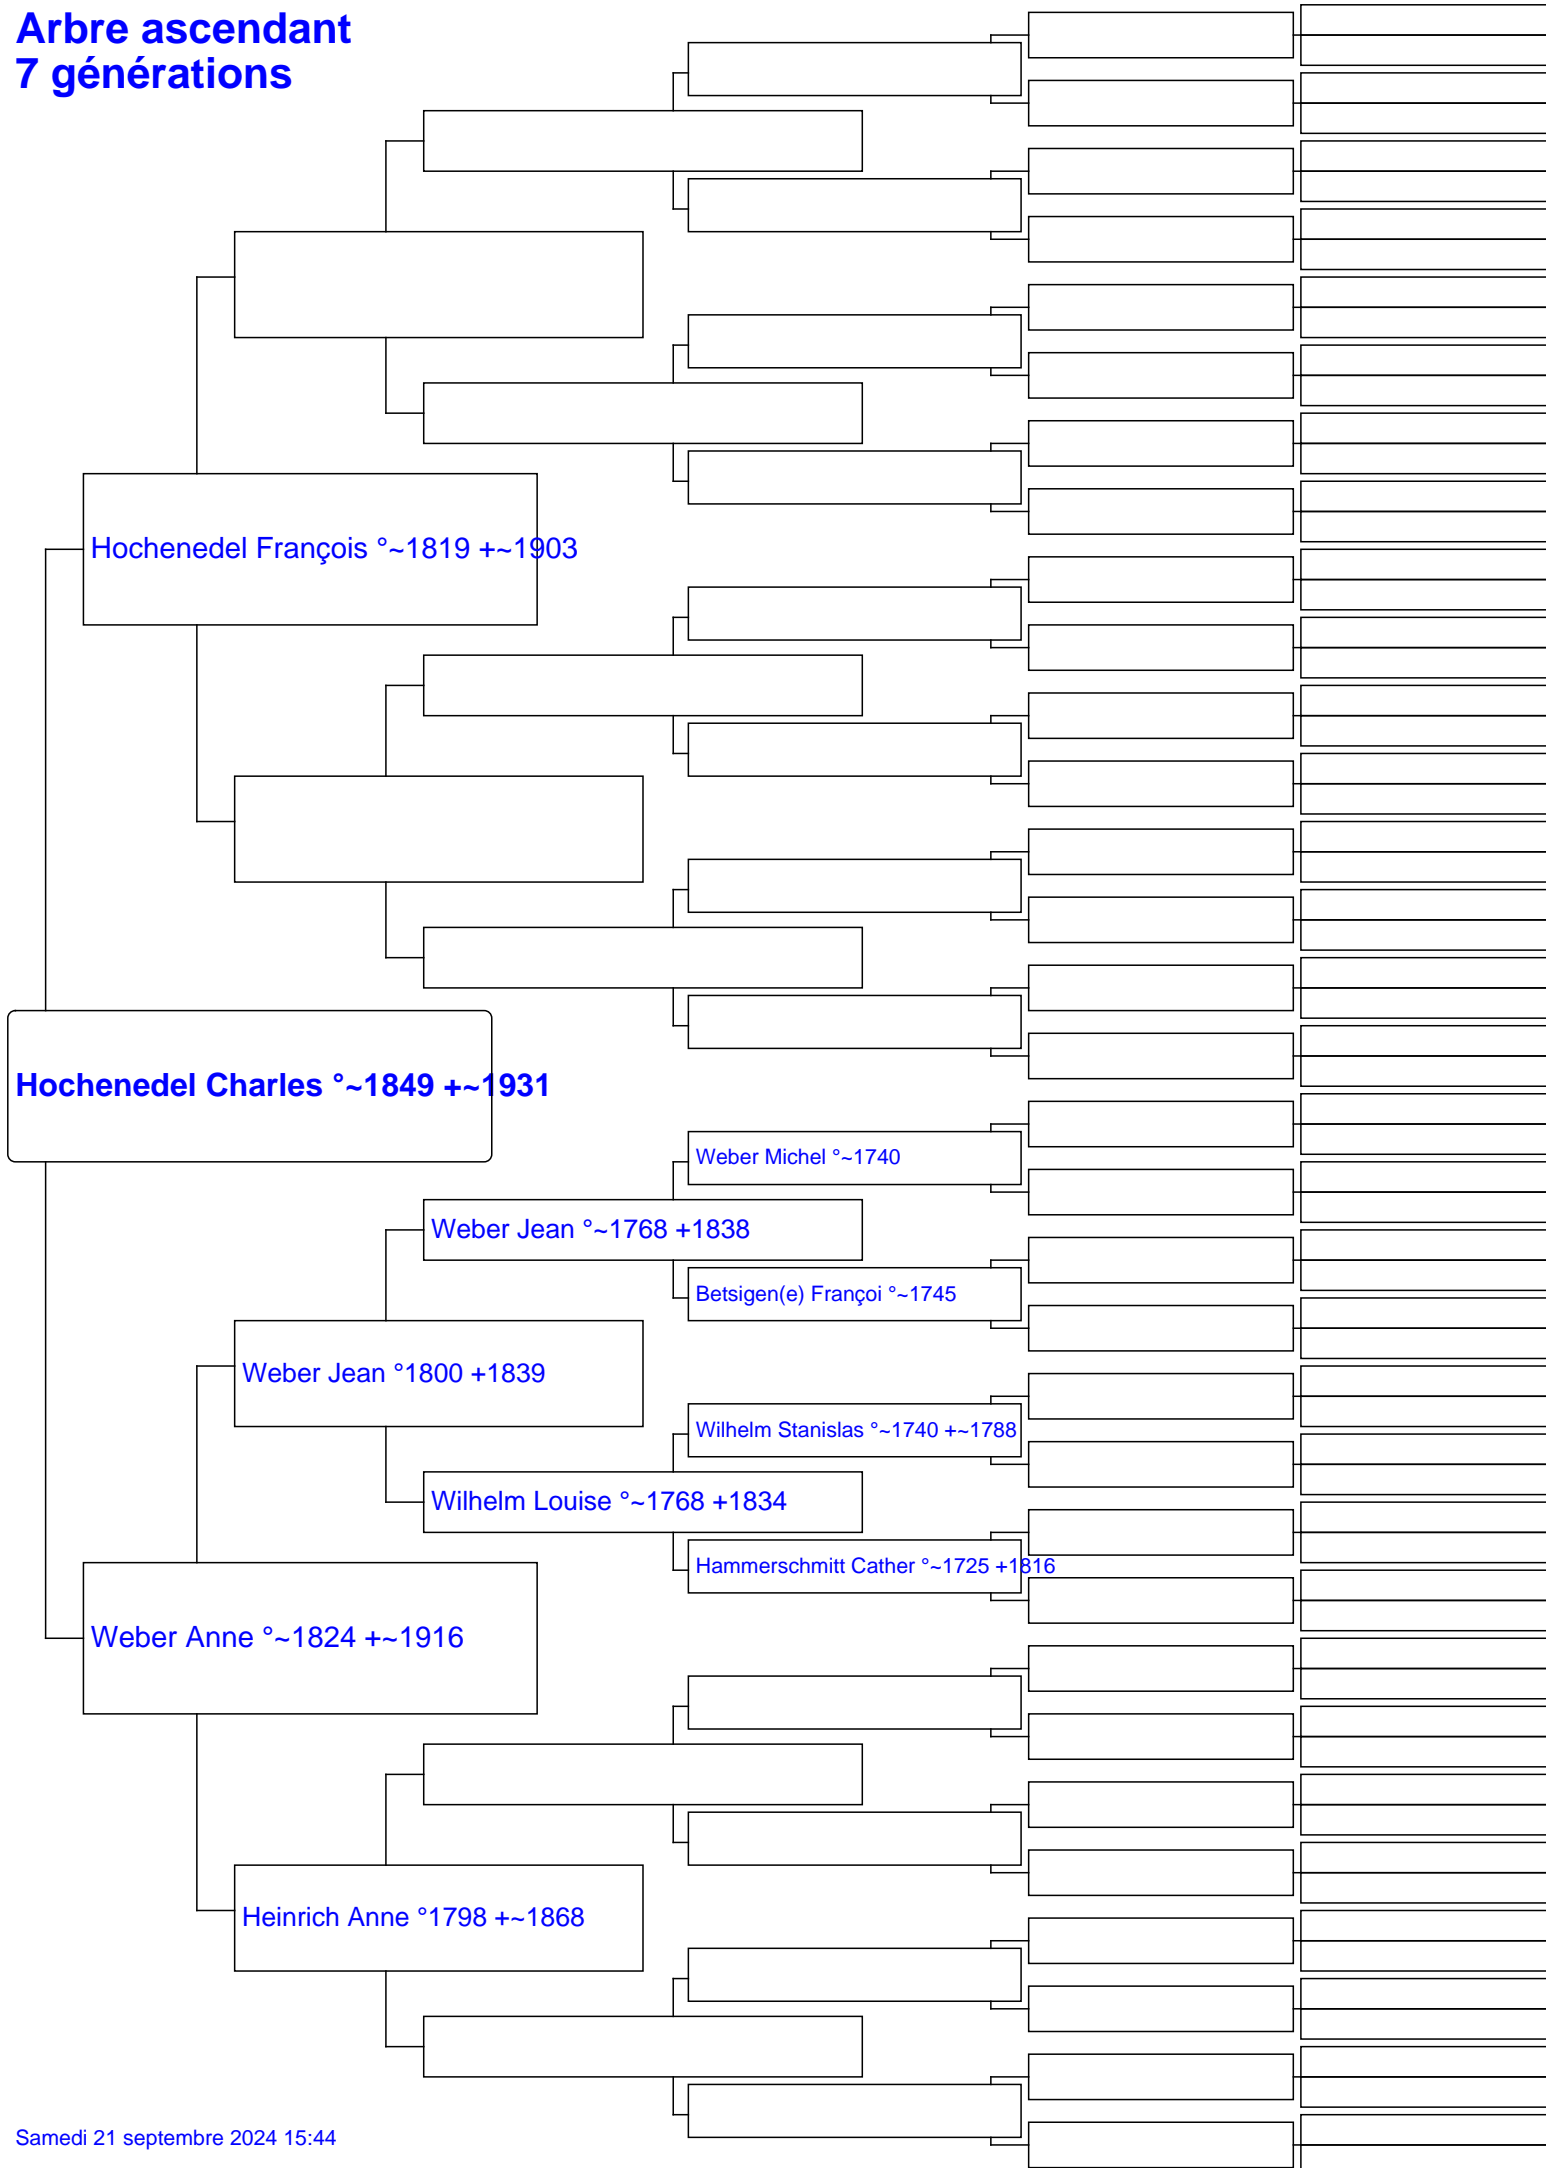 Arbre ascendant
7 générations
Hochenedel François °~1819 +~1903
Hochenedel Charles °~1849 +~1931
Weber Michel °~1740
Weber Jean °~1768 +1838
Betsigen(e) Françoi °~1745
Weber Jean °1800 +1839
Wilhelm Stanislas °~1740 +~1788
Wilhelm Louise °~1768 +1834
Hammerschmitt Cather °~1725 +1816
Weber Anne °~1824 +~1916
Heinrich Anne °1798 +~1868
Samedi 21 septembre 2024 15:44